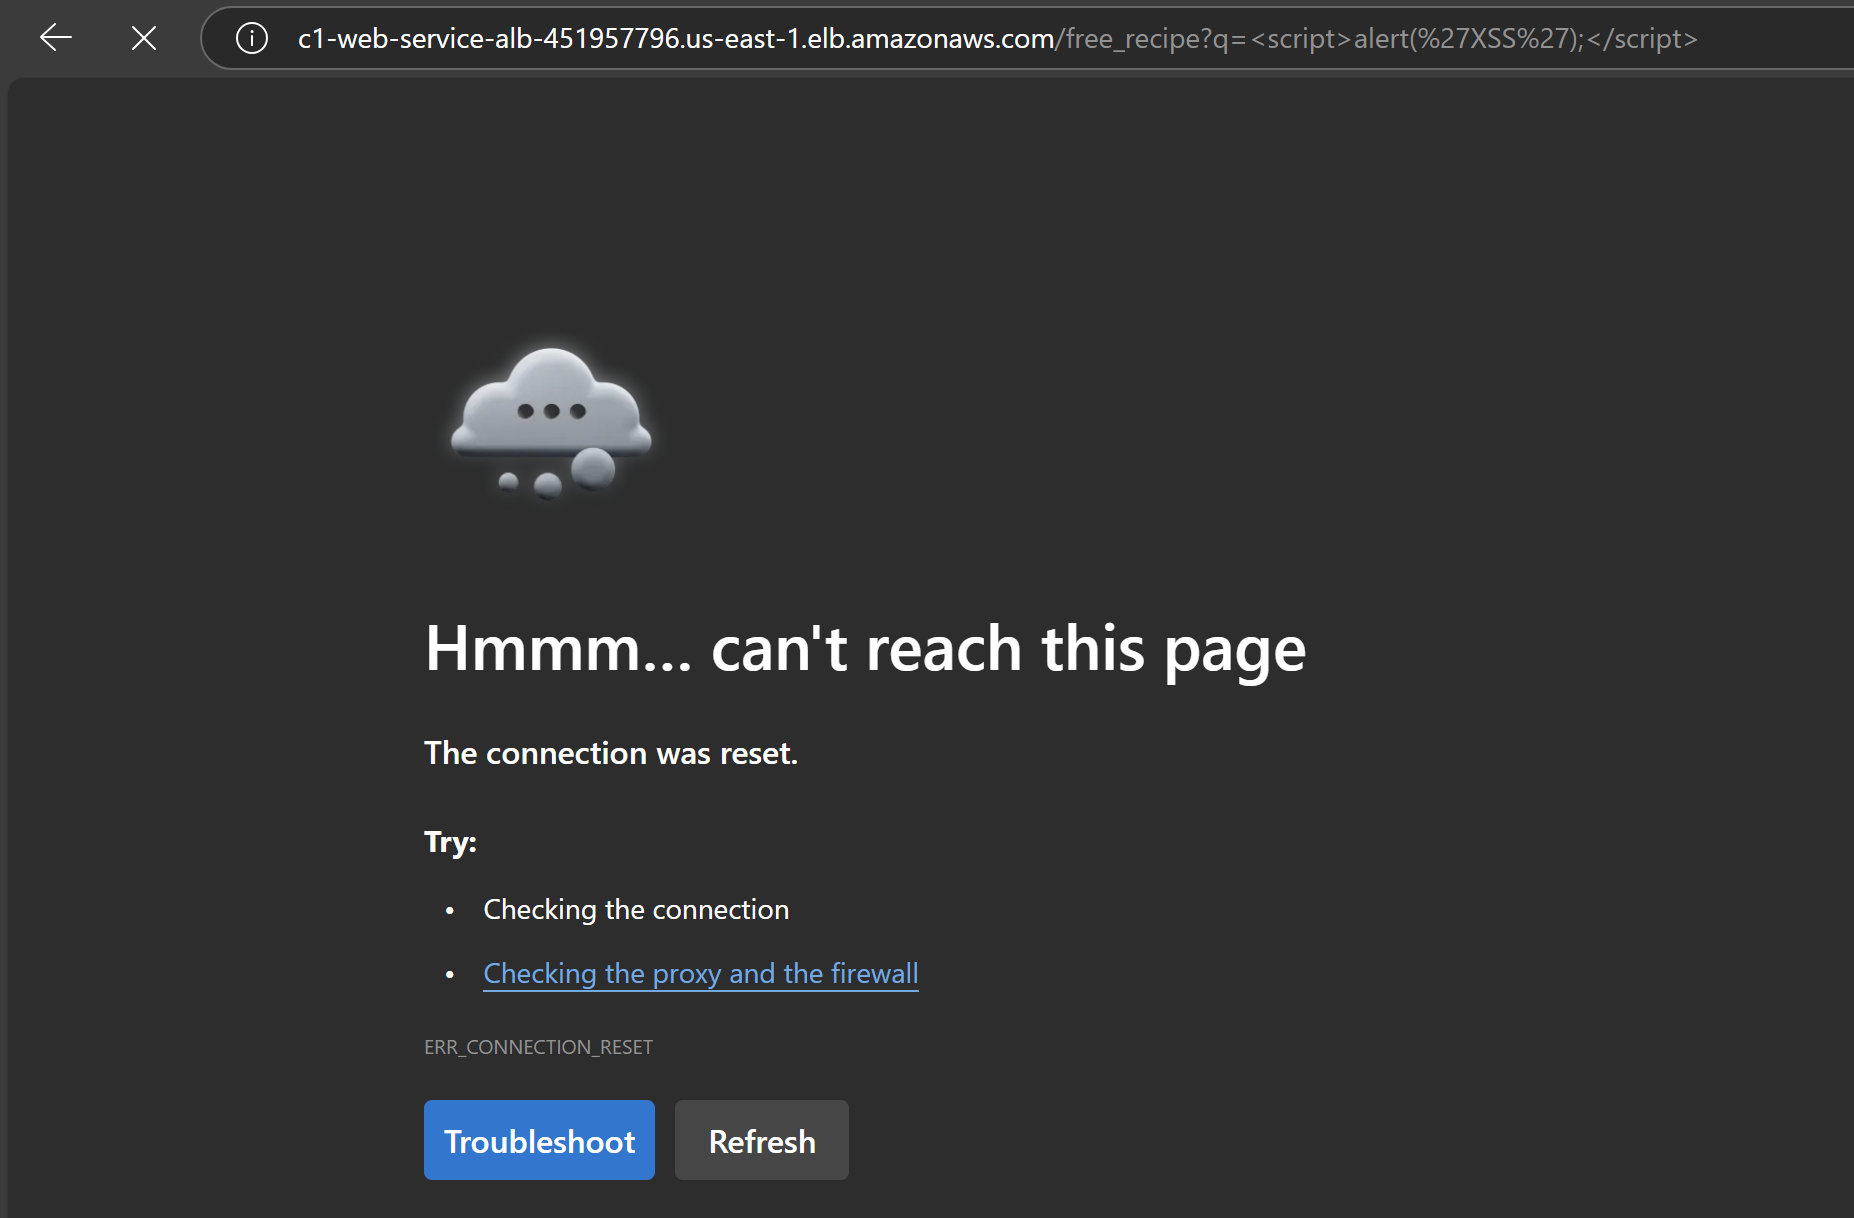 c1-web-service-alb-451957796.us-east-1.elb.amazonaws.com/free_recipe?q=<script>alert(%27XSS%27);</script>
Hmmm... can't reach this page
The connection was reset.
Try:
• Checking the connection
• Checking the proxy and the firewall
ERR_CONNECTION_RESET
Troubleshoot Refresh